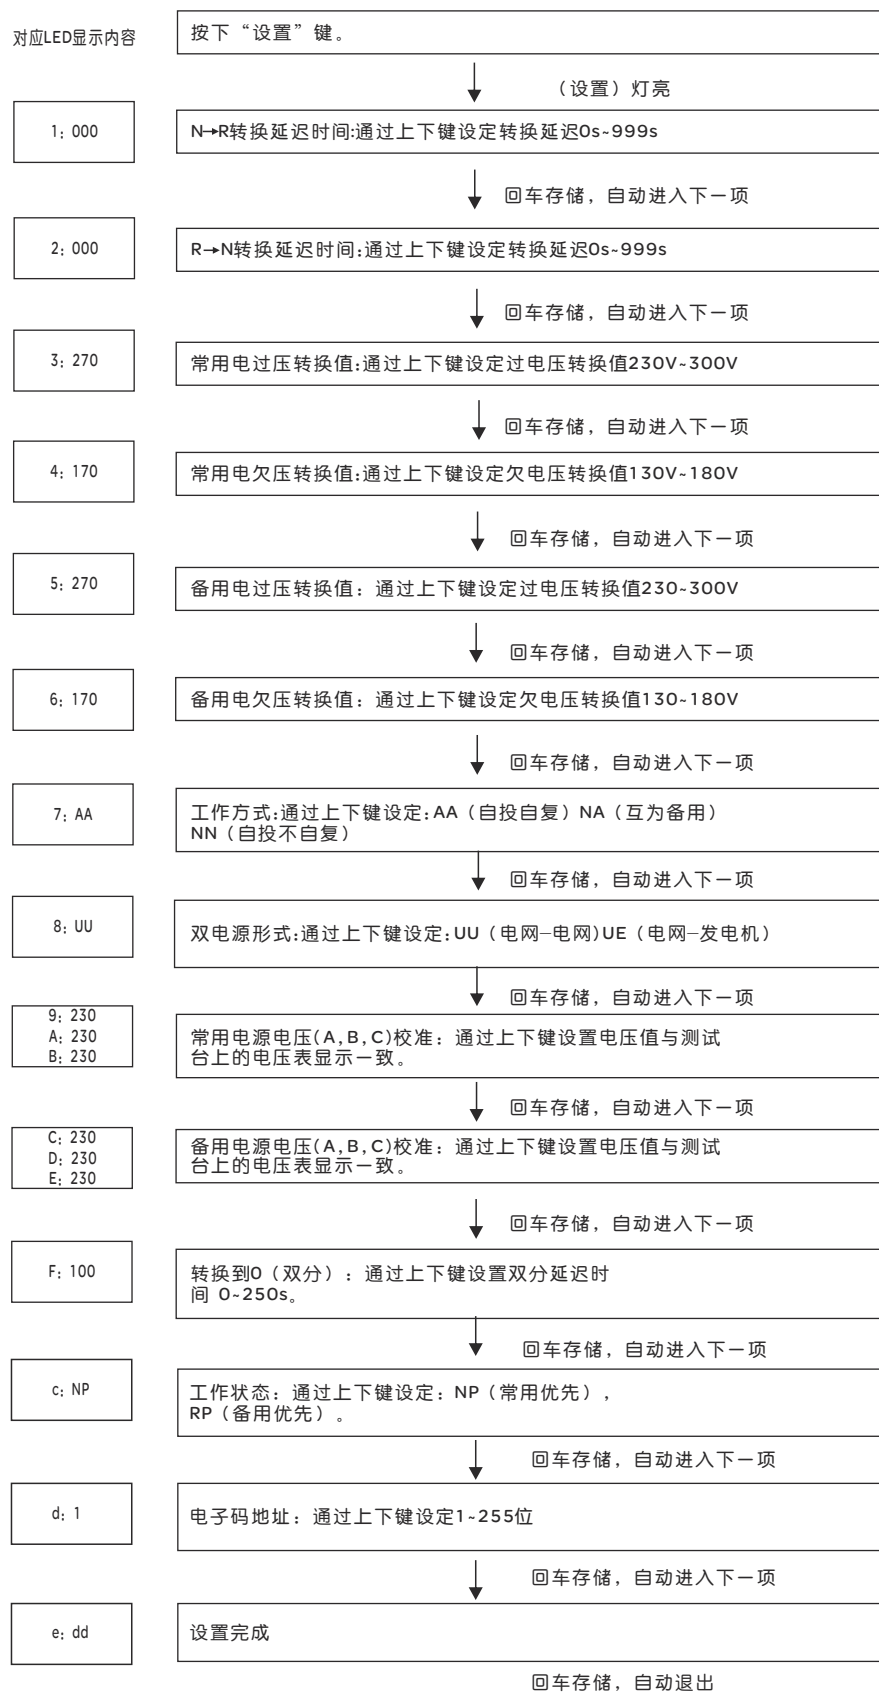 对应LED显示内容
按下“设置”键。
（设置）灯亮
1: 000
N→R转换延迟时间:通过上下键设定转换延迟0s~999s
回车存储，自动进入下一项
2: 000
R→N转换延迟时间:通过上下键设定转换延迟0s~999s
回车存储，自动进入下一项
3: 270
常用电过压转换值:通过上下键设定过电压转换值230V~300V
回车存储，自动进入下一项
4: 170
常用电欠压转换值:通过上下键设定欠电压转换值130V~180V
回车存储，自动进入下一项
5: 270
备用电过压转换值：通过上下键设定过电压转换值230~300V
回车存储，自动进入下一项
6: 170
备用电欠压转换值：通过上下键设定欠电压转换值130~180V
回车存储，自动进入下一项
7: AA
工作方式:通过上下键设定:AA（自投自复）NA（互为备用）
NN（自投不自复）
回车存储，自动进入下一项
8: UU
双电源形式:通过上下键设定:UU（电网—电网)UE（电网—发电机）
回车存储，自动进入下一项
9: 230
A: 230
B: 230
常用电源电压(A,B,C)校准：通过上下键设置电压值与测试
台上的电压表显示一致。
回车存储，自动进入下一项
C: 230
D: 230
E: 230
备用电源电压(A,B,C)校准：通过上下键设置电压值与测试
台上的电压表显示一致。
回车存储，自动进入下一项
F: 100
转换到0（双分）：通过上下键设置双分延迟时
间 0~250s。
回车存储，自动进入下一项
c: NP
工作状态：通过上下键设定：NP（常用优先），
RP（备用优先）。
回车存储，自动进入下一项
d: 1
电子码地址：通过上下键设定1~255位
回车存储，自动进入下一项
e: dd
设置完成
回车存储，自动退出